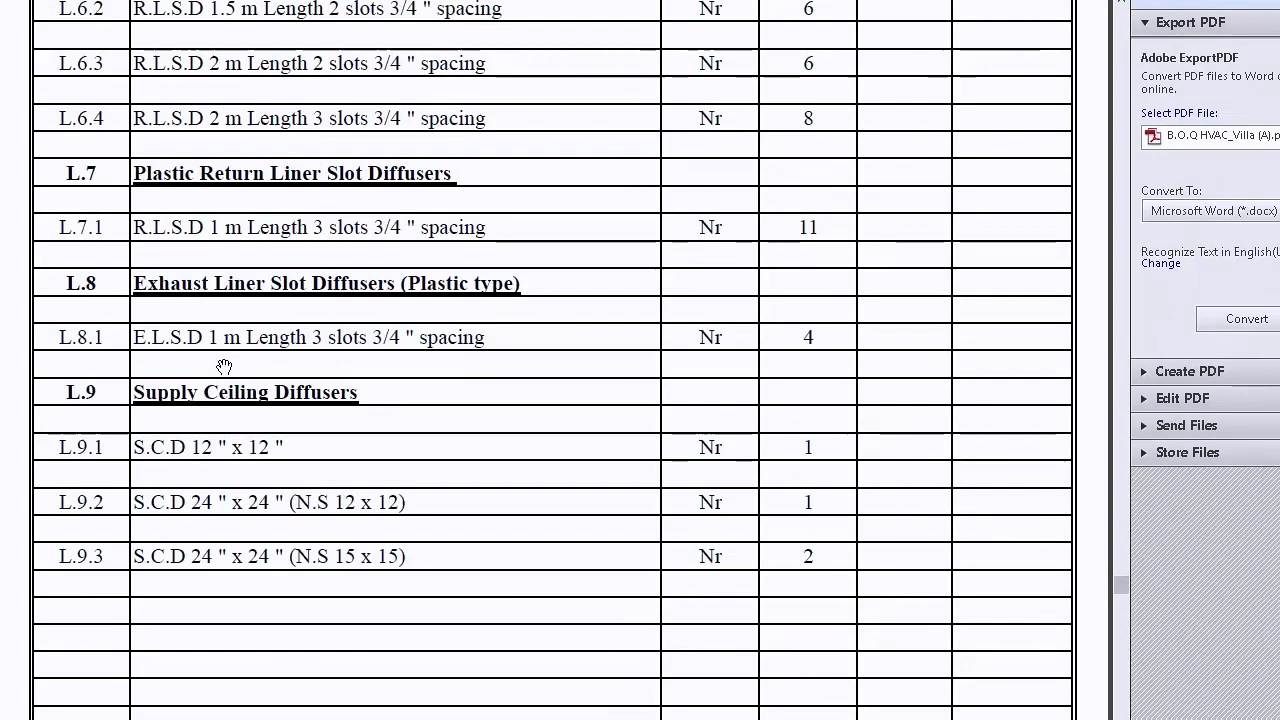 L.6.2 R.L.S.D 1.5 m Length 2 slots 3/4 " spacing Nr 6
L.6.3 R.L.S.D 2 m Length 2 slots 3/4 " spacing Nr 6
L.6.4 R.L.S.D 2 m Length 3 slots 3/4 " spacing Nr 8
L.7 Plastic Return Liner Slot Diffusers
L.7.1 R.L.S.D 1 m Length 3 slots 3/4 " spacing Nr 11
L.8 Exhaust Liner Slot Diffusers (Plastic type)
L.8.1 E.L.S.D 1 m Length 3 slots 3/4 " spacing Nr 4
L.9 Supply Ceiling Diffusers
L.9.1 S.C.D 12 " x 12 " Nr 1
L.9.2 S.C.D 24 " x 24 " (N.S 12 x 12) Nr 1
L.9.3 S.C.D 24 " x 24 " (N.S 15 x 15) Nr 2
Export PDF
Adobe ExportPDF
Convert PDF files to Word
online.
Select PDF File:
B.O.Q HVAC_Villa (A).p
Convert To:
Microsoft Word (*.docx)
Recognize Text in English(
Change
Convert
Create PDF
Edit PDF
Send Files
Store Files